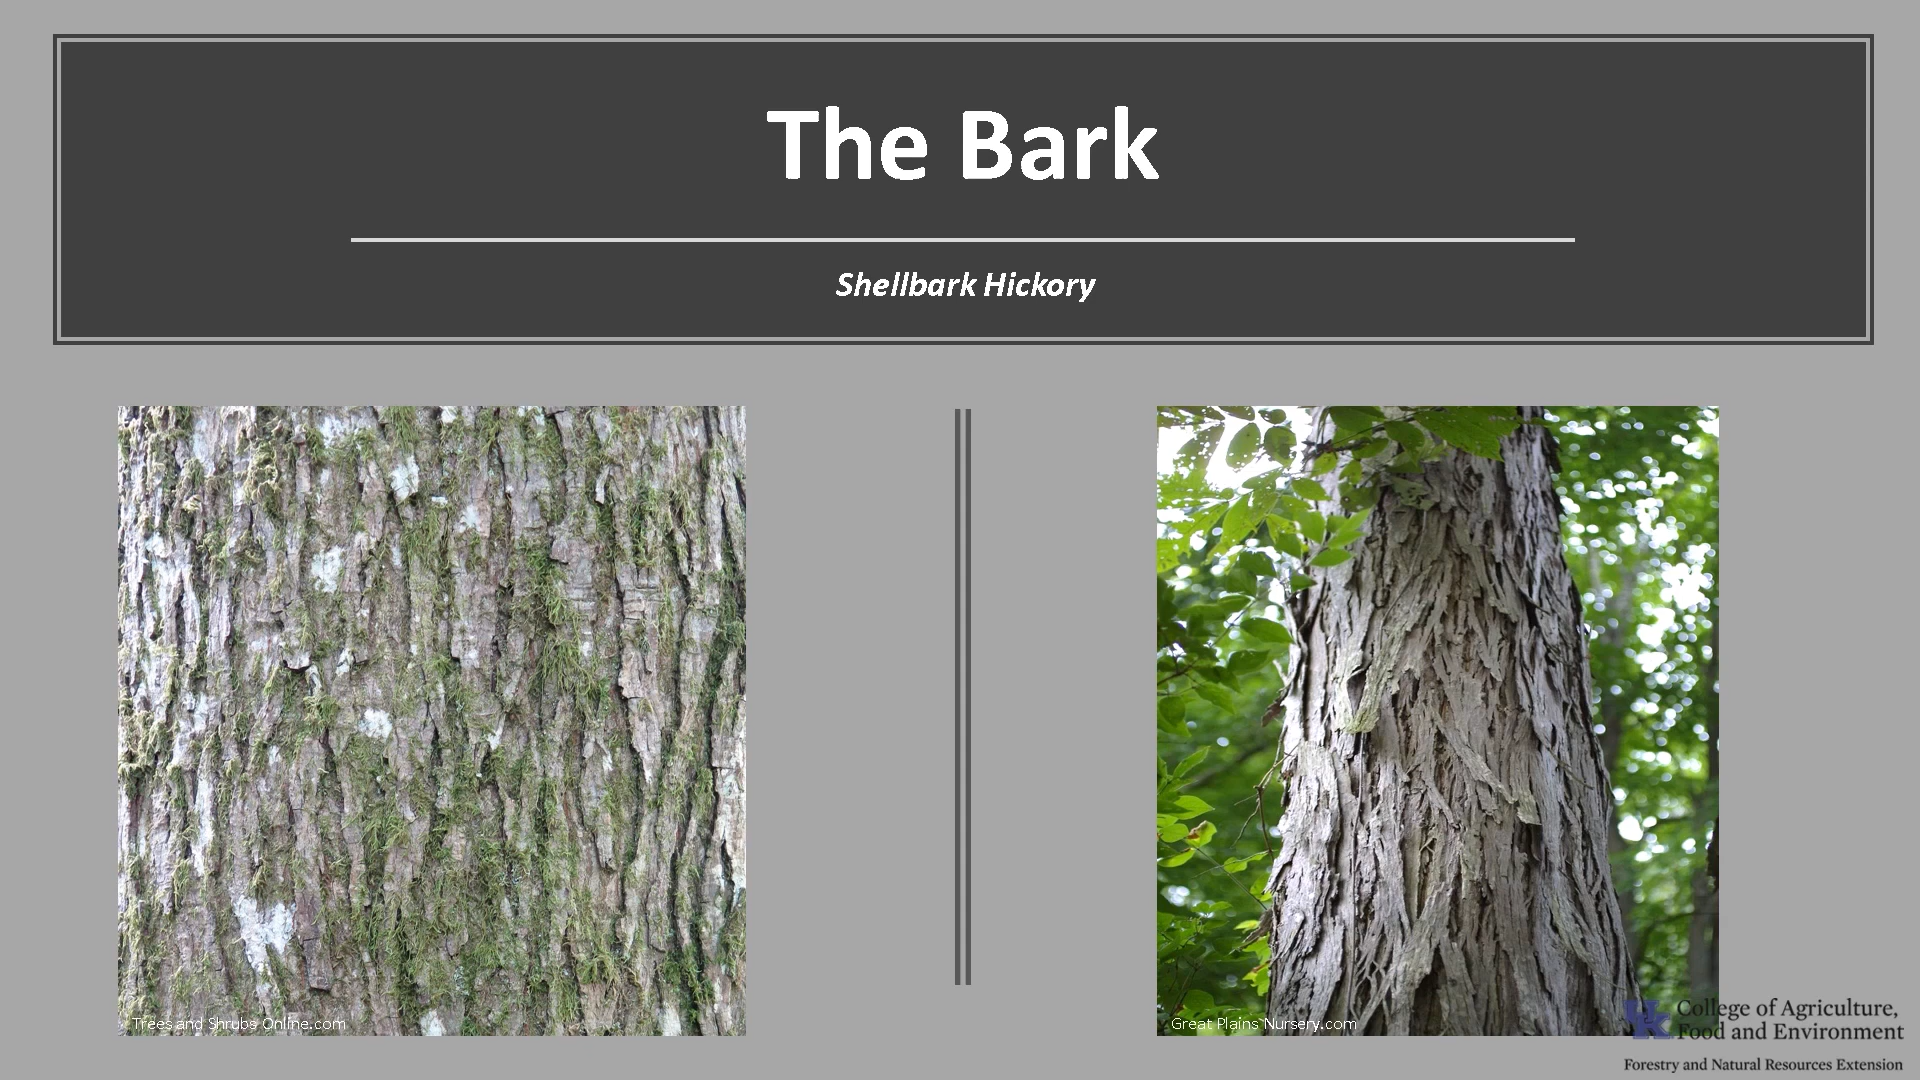 The Bark
Shellbark Hickory
Trees and Shrubs Online.com
Great Plains Nursery.com
UK College of Agriculture,
Food and Environment
Forestry and Natural Resources Extension